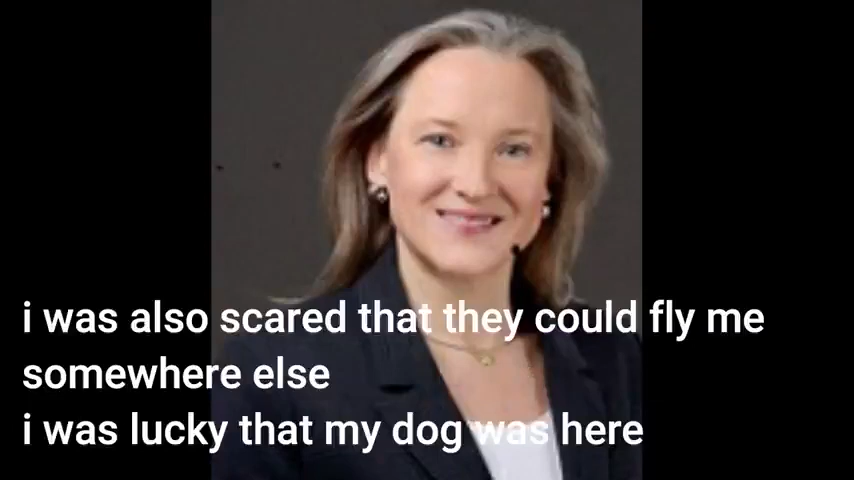 i was also scared that they could fly me
somewhere else
i was lucky that my dog was here